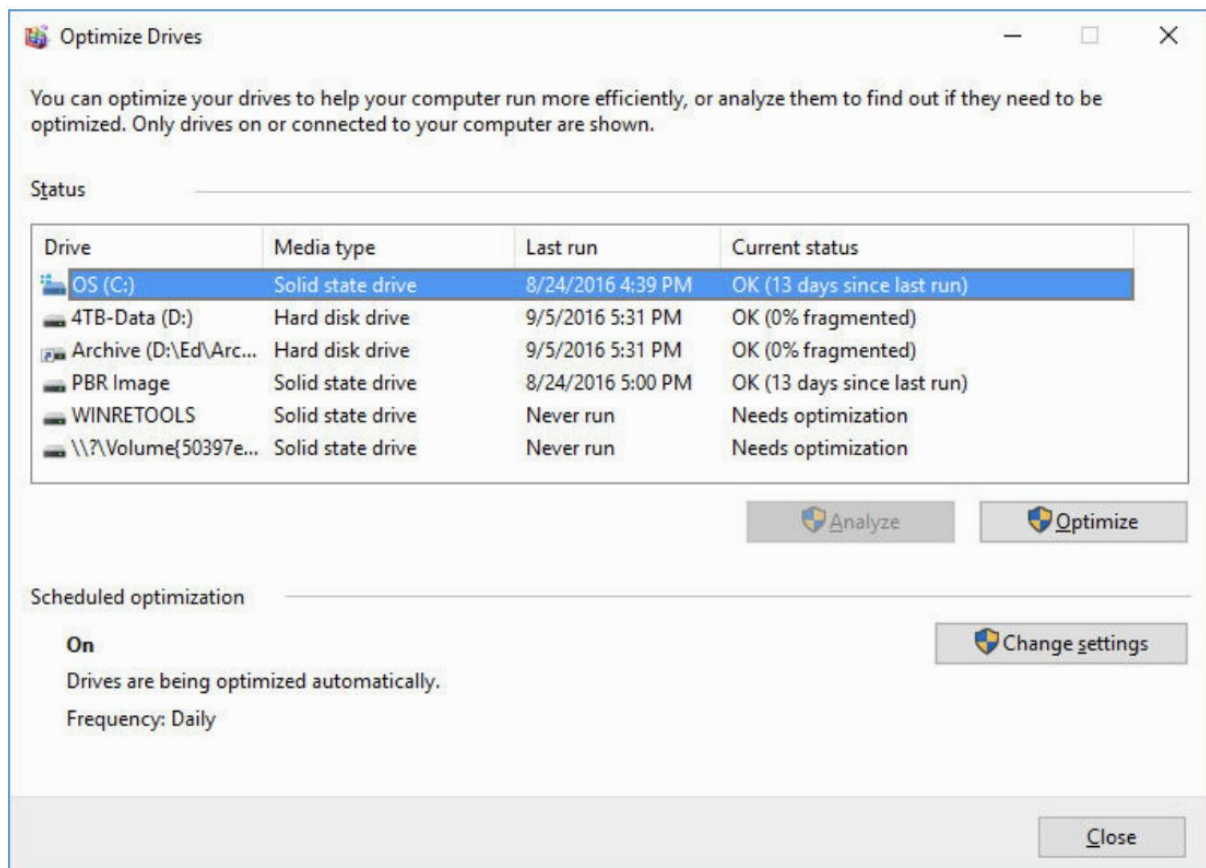 Optimize Drives
You can optimize your drives to help your computer run more efficiently, or analyze them to find out if they need to be
optimized. Only drives on or connected to your computer are shown.
Status
Drive Media type Last run Current status
OS (C:) Solid state drive 8/24/2016 4:39 PM OK (13 days since last run)
4TB-Data (D:) Hard disk drive 9/5/2016 5:31 PM OK (0% fragmented)
Archive (D:\Ed\Arc... Hard disk drive 9/5/2016 5:31 PM OK (0% fragmented)
PBR Image Solid state drive 8/24/2016 5:00 PM OK (13 days since last run)
WINRETOOLS Solid state drive Never run Needs optimization
\\?\Volume{50397e... Solid state drive Never run Needs optimization
Analyze Optimize
Scheduled optimization
On
Change settings
Drives are being optimized automatically.
Frequency: Daily
Close